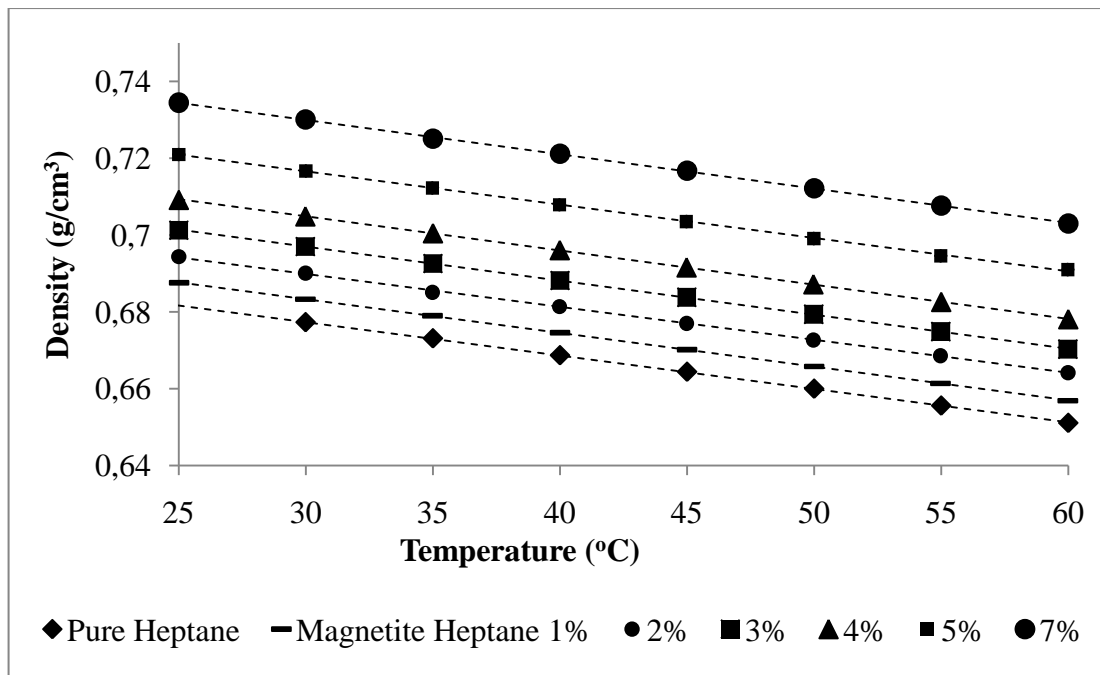 0,74
0,72
0,7
0,68
0,66
0,64
Density (g/cm³)
25 30 35 40 45 50 55 60
Temperature (ᵒC)
Pure Heptane Magnetite Heptane 1% 2% 3% 4% 5% 7%